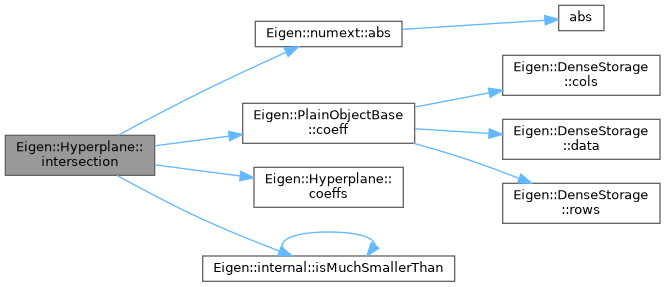 Eigen::Hyperplane::
intersection
Eigen::numext::abs
abs
Eigen::PlainObjectBase
::coeff
Eigen::DenseStorage
::cols
Eigen::DenseStorage
::data
Eigen::DenseStorage
::rows
Eigen::Hyperplane::
coeffs
Eigen::internal::isMuchSmallerThan